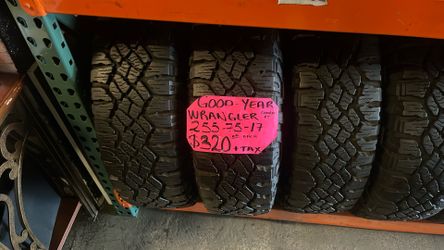 GOOD-YEAR
WRANGLER
255-75-17
$320 + TAX